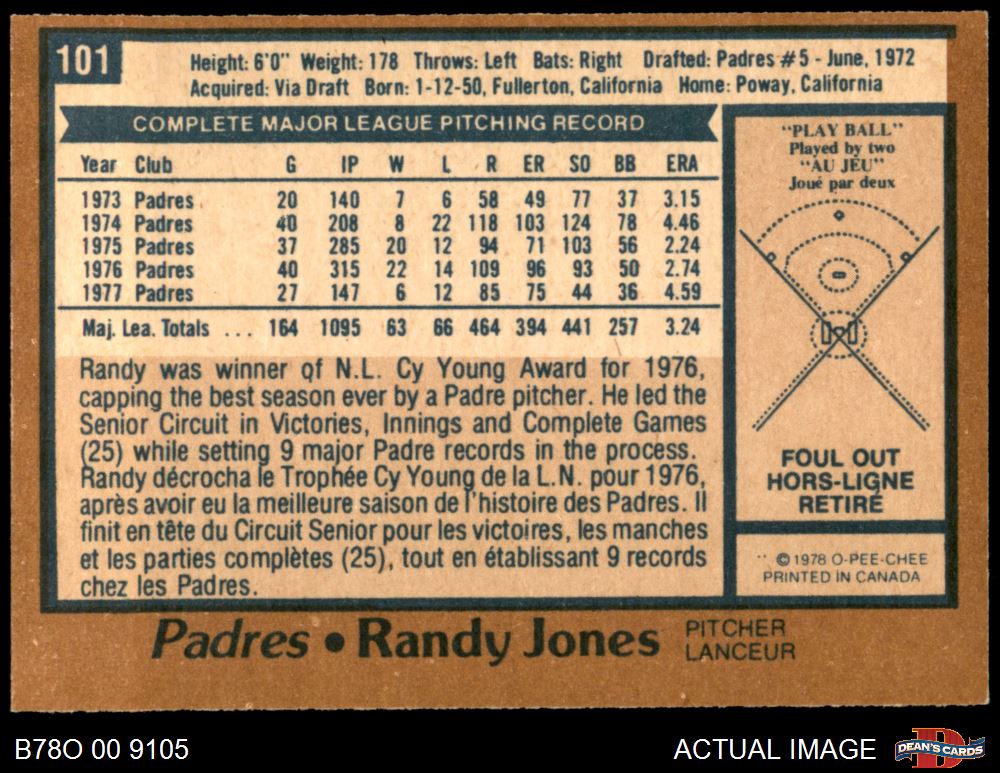 101
Height: 6'0" Weight: 178 Throws: Left Bats: Right Drafted: Padres #5 - June, 1972
Acquired: Via Draft Born: 1-12-50, Fullerton, California Home: Poway, California
COMPLETE MAJOR LEAGUE PITCHING RECORD
Year Club G IP W L R ER SO BB ERA
1973 Padres 20 140 7 6 58 49 77 37 3.15
1974 Padres 40 208 8 22 118 103 124 78 4.46
1975 Padres 37 285 20 12 94 71 103 56 2.24
1976 Padres 40 315 22 14 109 96 93 50 2.74
1977 Padres 27 147 6 12 85 75 44 36 4.59
Maj. Lea. Totals ... 164 1095 63 66 464 394 441 257 3.24
Randy was winner of N.L. Cy Young Award for 1976,
capping the best season ever by a Padre pitcher. He led the
Senior Circuit in Victories, Innings and Complete Games
(25) while setting 9 major Padre records in the process.
Randy décrocha le Trophée Cy Young de la L.N. pour 1976,
après avoir eu la meilleure saison de l'histoire des Padres. Il
finit en tête du Circuit Senior pour les victoires, les manches
et les parties complètes (25), tout en établissant 9 records
chez les Padres.
"PLAY BALL"
Played by two
"AU JEU"
Joué par deux
FOUL OUT
HORS-LIGNE
RETIRÉ
©1978 O-PEE-CHEE
PRINTED IN CANADA
Padres • Randy Jones
PITCHER
LANCEUR
B78O 00 9105
ACTUAL IMAGE
DEAN'S CARDS